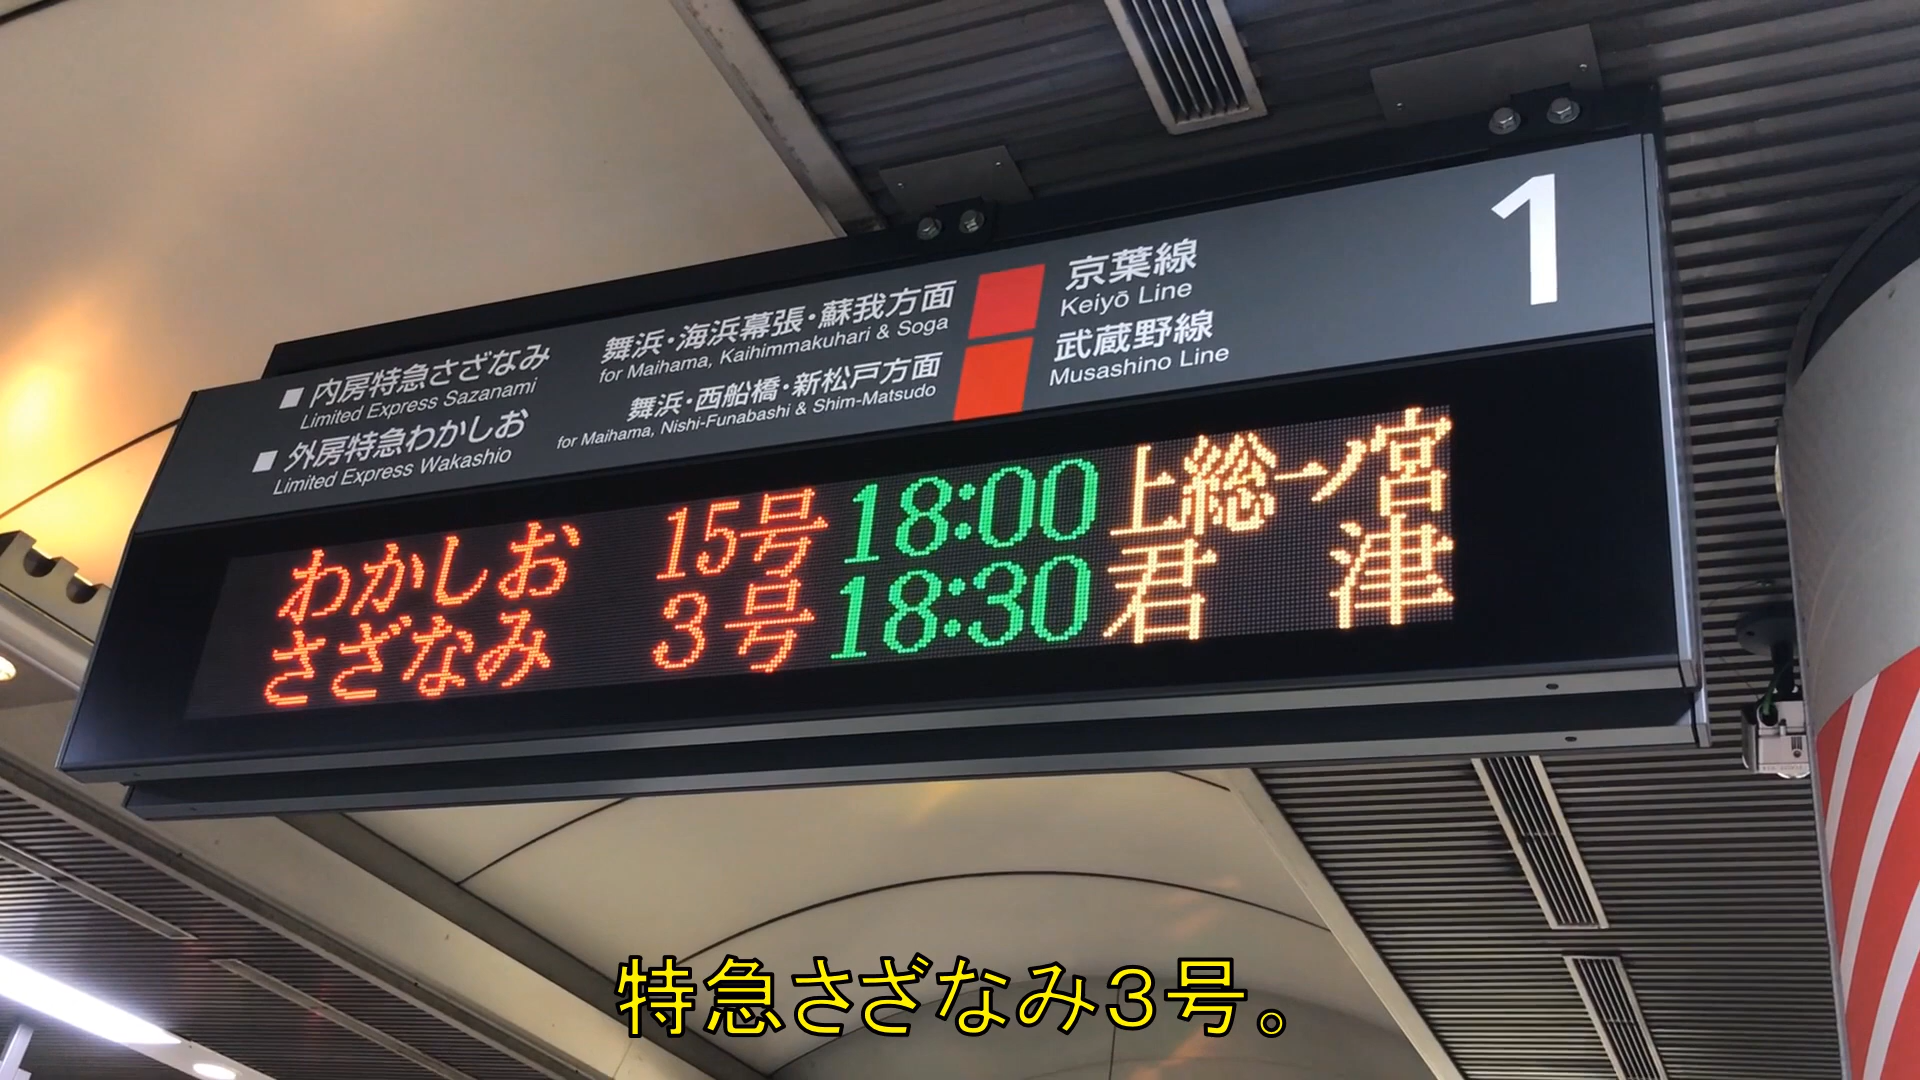 ■内房特急さざなみ
Limited Express Sazanami
■外房特急わかしお
Limited Express Wakashio
舞浜・海浜幕張・蘇我方面
for Maihama, Kaihimmakuhari & Soga
舞浜・西船橋・新松戸方面
for Maihama, Nishi-Funabashi & Shim-Matsudo
京葉線
Keiyō Line
武蔵野線
Musashino Line
1
わかしお 15号 18:00 上総一ノ宮
さざなみ 3号 18:30 君津
特急さざなみ3号。